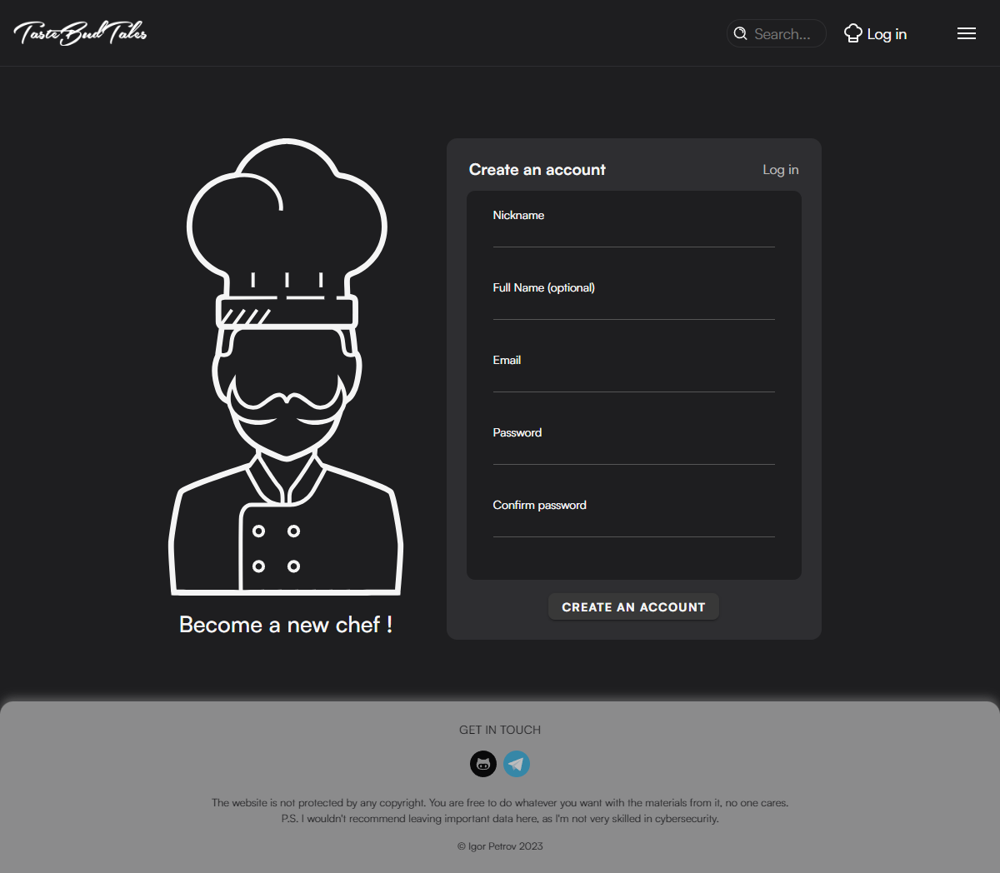 TasteBudTales
Search...
Log in
Create an account
Log in
Nickname
Full Name (optional)
Email
Password
Confirm password
CREATE AN ACCOUNT
Become a new chef !
GET IN TOUCH
The website is not protected by any copyright. You are free to do whatever you want with the materials from it, no one cares.
P.S. I wouldn't recommend leaving important data here, as I'm not very skilled in cybersecurity.
© Igor Petrov 2023